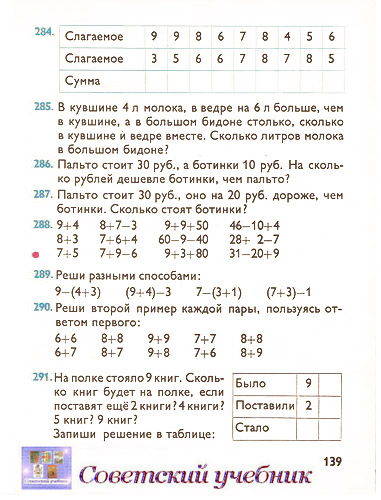 284. Слагаемое 9 9 8 6 7 8 4 5 6
Слагаемое 3 5 6 7 8 4 7 8 5
Сумма
285. В кувшине 4 л молока, в ведре на 6 л больше, чем
в кувшине, а в большом бидоне столько, сколько
в кувшине и ведре вместе. Сколько литров молока
в большом бидоне?
286. Пальто стоит 30 руб., а ботинки 10 руб. На сколь-
ко рублей дешевле ботинки, чем пальто?
287. Пальто стоит 30 руб., оно на 20 руб. дороже, чем
ботинки. Сколько стоят ботинки?
288. 9+4 8+7−3 9+9+50 46−10+4
8+3 7+6+4 60−9−40 28+ 2−7
7+5 7+9−6 9+3+80 31−20+9
289. Реши разными способами:
9−(4+3) (9+4)−3 7−(3+1) (7+3)−1
290. Реши второй пример каждой пары, пользуясь от-
ветом первого:
6+6 8+8 9+9 7+7 8+8
6+7 8+7 9+8 7+6 8+9
291. На полке стояло 9 книг. Сколь-
ко книг будет на полке, если
поставят ещё 2 книги? 4 книги?
5 книг? 9 книг?
Запиши решение в таблице:
Было 9
Поставили 2
Стало
139
Советский учебник